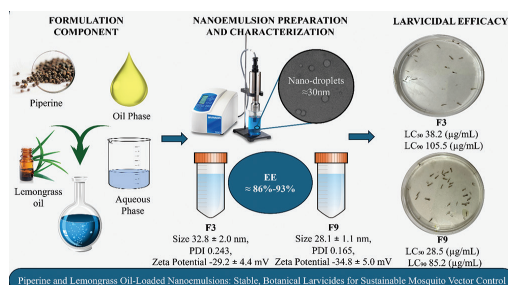 FORMULATION
COMPONENT
Piperine
Oil Phase
Lemongrass
oil
Aqueous
Phase
NANOEMULSION PREPARATION
AND CHARACTERIZATION
Nano-droplets
≈30nm
EE
≈ 86%-93%
F3
Size 32.8 ± 2.0 nm,
PDI 0.243,
Zeta Potential -29.2 ± 4.4 mV
F9
Size 28.1 ± 1.1 nm,
PDI 0.165,
Zeta Potential -34.8 ± 5.0 mV
LARVICIDAL EFFICACY
F3
LC₅₀ 38.2 (µg/mL)
LC₉₀ 105.5 (µg/mL)
F9
LC₅₀ 28.5 (µg/mL)
LC₉₀ 85.2 (µg/mL)
Piperine and Lemongrass Oil-Loaded Nanoemulsions: Stable, Botanical Larvicides for Sustainable Mosquito Vector Control